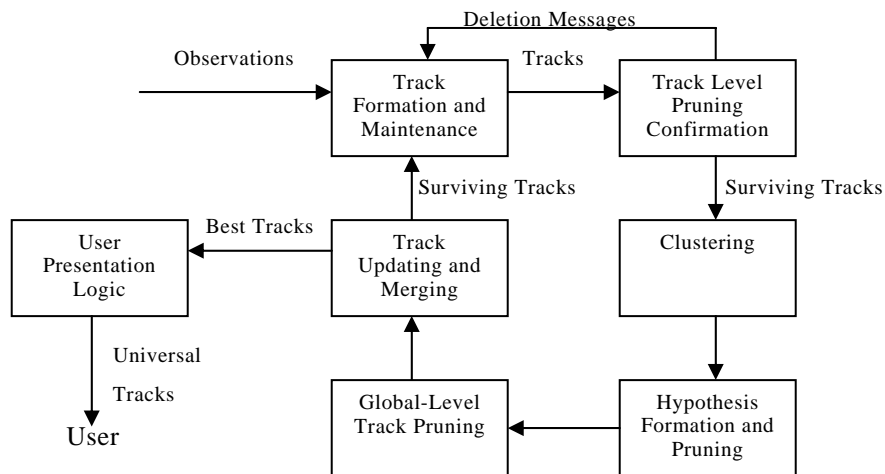 Deletion Messages
Observations
Tracks
Track
Formation and
Maintenance
Track Level
Pruning
Confirmation
Surviving Tracks
Surviving Tracks
User
Presentation
Logic
Best Tracks
Track
Updating and
Merging
Clustering
Universal
Tracks
User
Global-Level
Track Pruning
Hypothesis
Formation and
Pruning